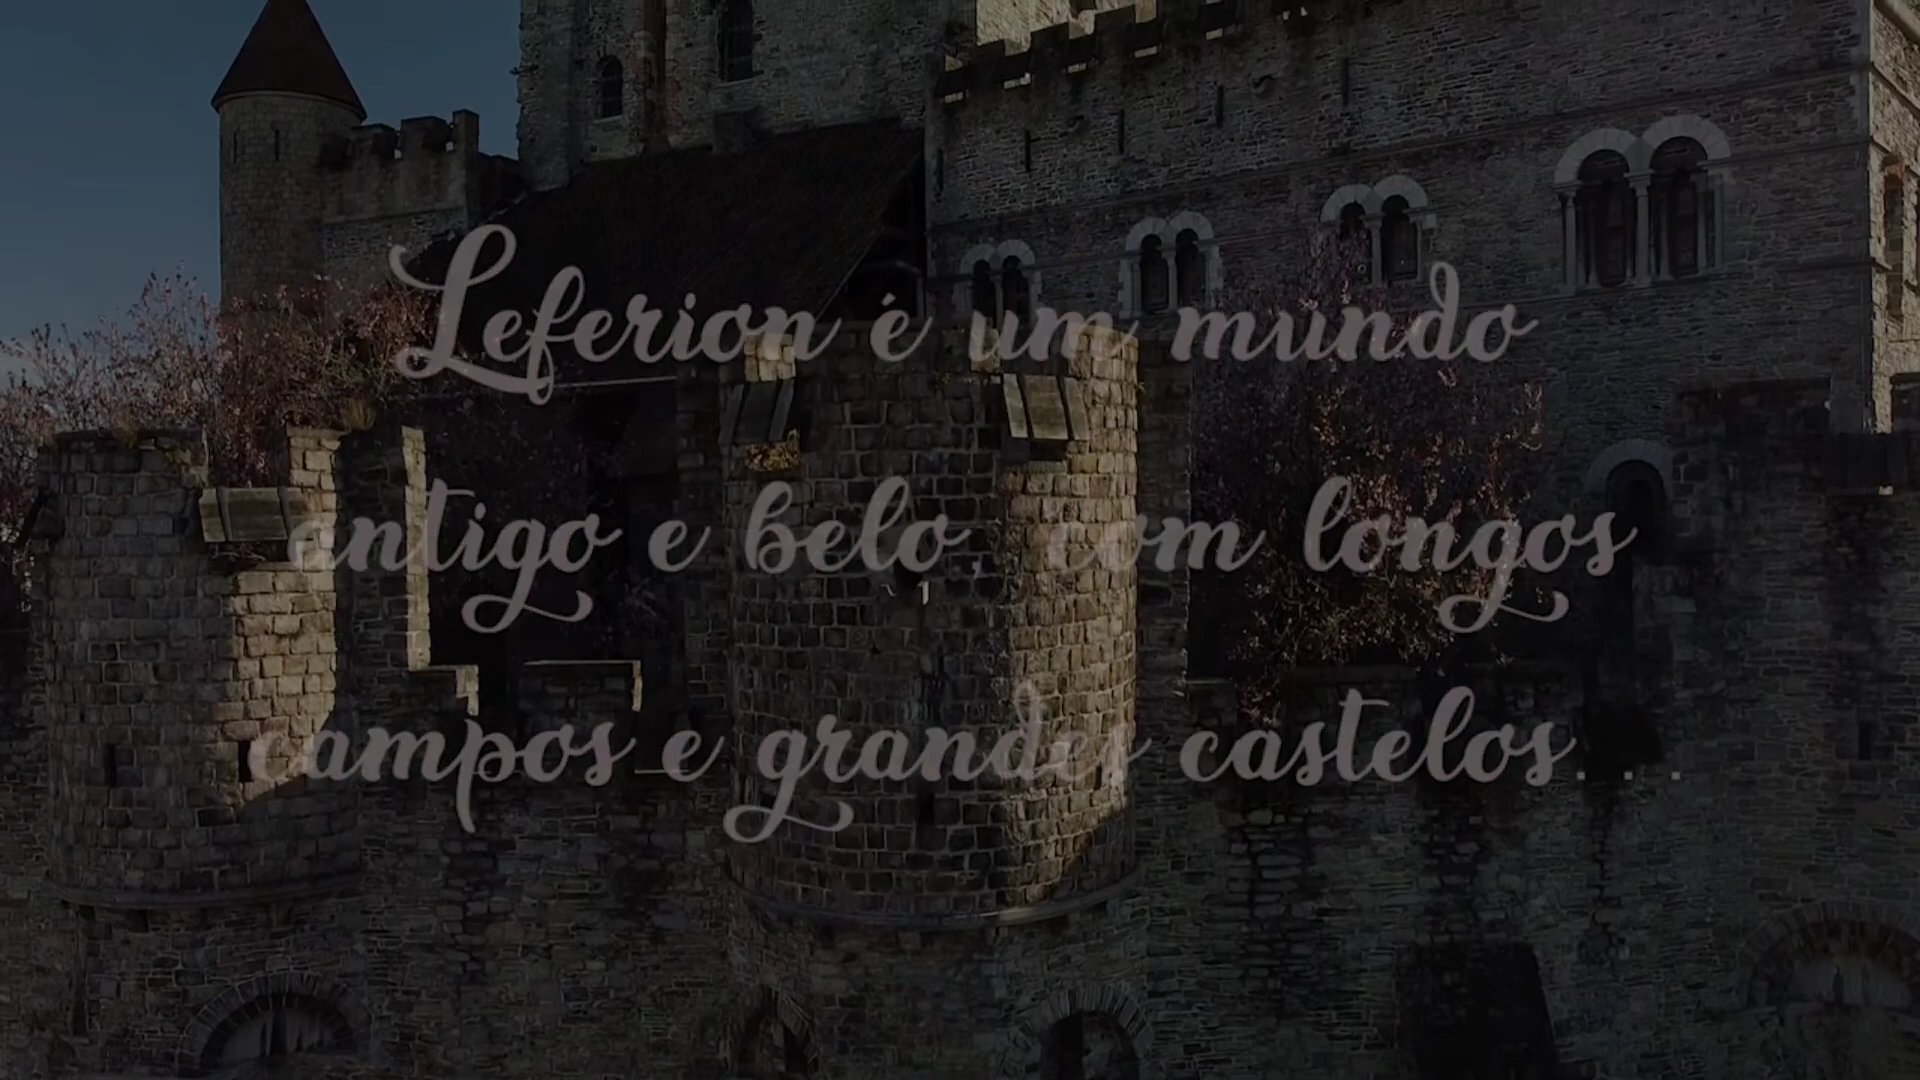 Leferion é um mundo
antigo e belo, com longos
campos e grandes castelos...